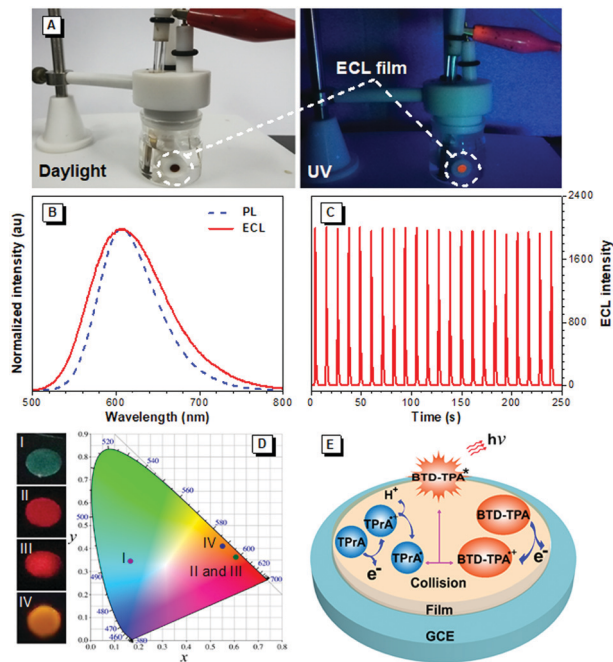 A
ECL film
Daylight
UV
B
PL
ECL
Normalized intensity (au)
500 600 700 800
Wavelength (nm)
C
2400
1600
800
0
ECL intensity
0 50 100 150 200 250
Time (s)
I
II
III
IV
D
0.9
0.8
0.7
0.6
0.5
0.4
0.3
0.2
0.1
0.0
y
520
540
560
580
600
620
700
500
490
480
470
460
380
I
IV
II and III
0.0 0.1 0.2 0.3 0.4 0.5 0.6 0.7 0.8
x
E
hν
BTD-TPA*
H+
TPrA•+
TPrA
TPrA•
e-
BTD-TPA
BTD-TPA•+
e-
Collision
Film
GCE